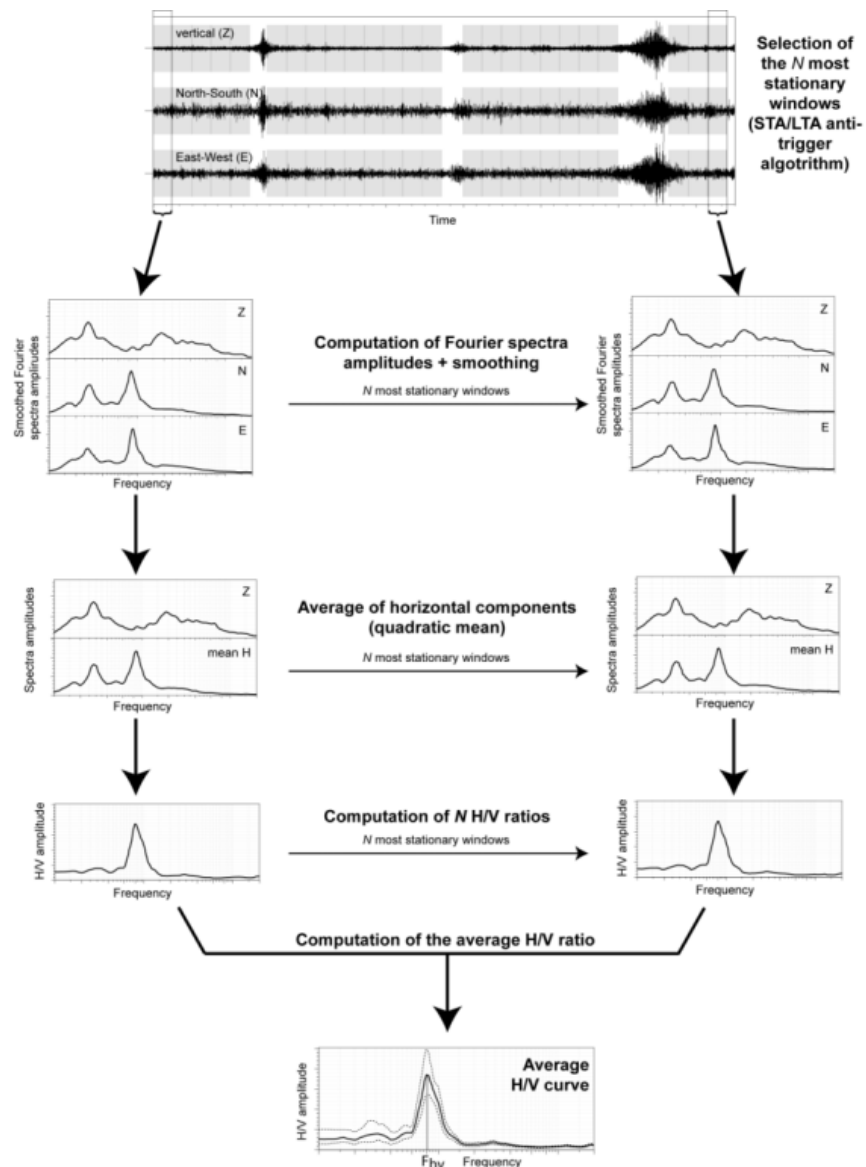 vertical (Z)
North-South (N)
East-West (E)
Time
Selection of
the N most
stationary
windows
(STA/LTA anti-
trigger
algotrithm)
Smoothed Fourier
spectra amplirudes
Z
N
E
Frequency
Computation of Fourier spectra
amplitudes + smoothing
N most stationary windows
Smoothed Fourier
spectra amplitudes
Z
N
E
Frequency
Spectra amplitudes
Z
mean H
Frequency
Average of horizontal components
(quadratic mean)
N most stationary windows
Spectra amplitudes
Z
mean H
Frequency
H/V amplitude
Frequency
Computation of N H/V ratios
N most stationary windows
H/V amplitude
Frequency
Computation of the average H/V ratio
H/V amplitude
Average
H/V curve
Fhv
Frequency